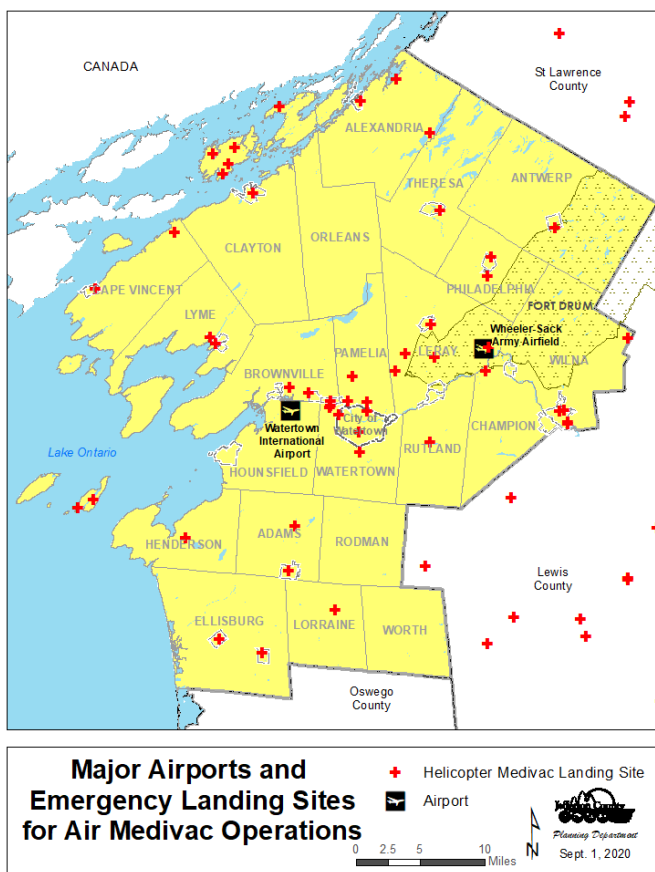 CANADA
St Lawrence
County
ALEXANDRIA
THERESA
ANTWERP
CLAYTON
ORLEANS
CAPE VINCENT
PHILADELPHIA
FORT DRUM
LYME
Wheeler-Sack
Army Airfield
PAMELIA
LERAY
WILNA
BROWNVILLE
City of
Watertown
Watertown
International
Airport
CHAMPION
Lake Ontario
RUTLAND
HOUNSFIELD
WATERTOWN
ADAMS
HENDERSON
RODMAN
Lewis
County
ELLISBURG
LORRAINE
WORTH
Oswego
County
Major Airports and
Emergency Landing Sites
for Air Medivac Operations
Helicopter Medivac Landing Site
Airport
0 2.5 5 10
Miles
N
Jefferson County
Planning Department
Sept. 1, 2020